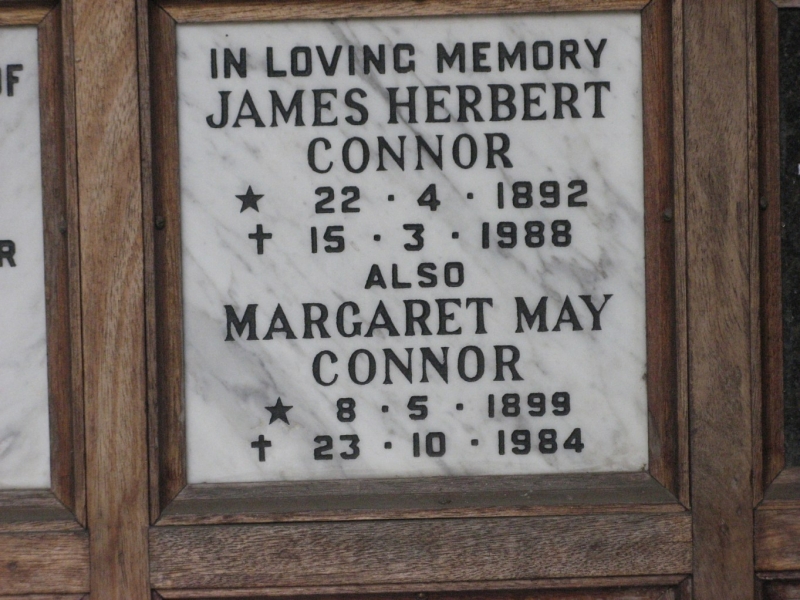 IN LOVING MEMORY
JAMES HERBERT
CONNOR
★ 22 · 4 · 1892
✝ 15 · 3 · 1988
ALSO
MARGARET MAY
CONNOR
★ 8 · 5 · 1899
✝ 23 · 10 · 1984